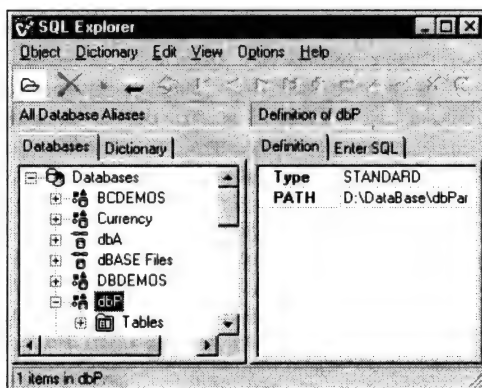 SQL Explorer
Object Dictionary Edit View Options Help
All Database Aliases
Definition of dbP
Databases Dictionary
Definition Enter SQL
Databases
BCDEMOS
Currency
dbA
dBASE Files
DBDEMOS
dbP
Tables
Type STANDARD
PATH D:\DataBase\dbPar
1 items in dbP.